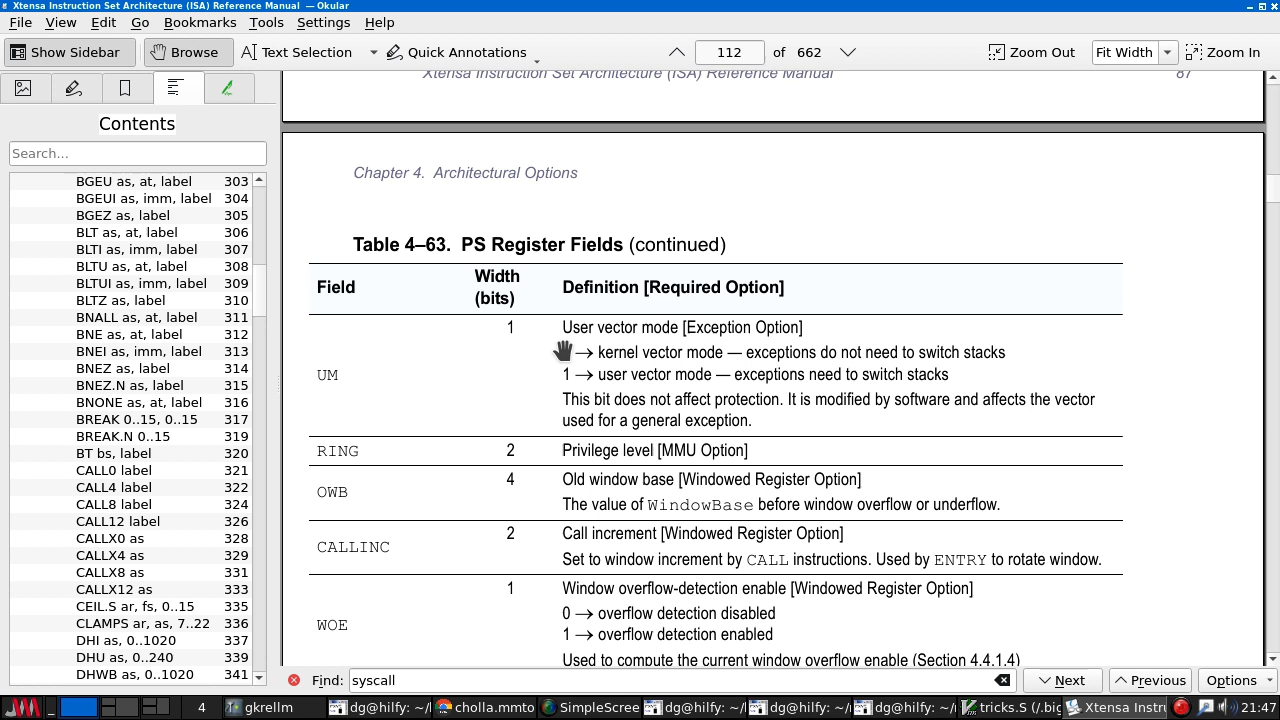 Xtensa Instruction Set Architecture (ISA) Reference Manual — Okular
File View Edit Go Bookmarks Tools Settings Help
Show Sidebar Browse Text Selection Quick Annotations 112 of 662 Zoom Out Fit Width Zoom In
Contents
Search...
BGEU as, at, label 303
BGEUI as, imm, label 304
BGEZ as, label 305
BLT as, at, label 306
BLTI as, imm, label 307
BLTU as, at, label 308
BLTUI as, imm, label 309
BLTZ as, label 310
BNALL as, at, label 311
BNE as, at, label 312
BNEI as, imm, label 313
BNEZ as, label 314
BNEZ.N as, label 315
BNONE as, at, label 316
BREAK 0..15, 0..15 317
BREAK.N 0..15 319
BT bs, label 320
CALL0 label 321
CALL4 label 322
CALL8 label 324
CALL12 label 326
CALLX0 as 328
CALLX4 as 329
CALLX8 as 331
CALLX12 as 333
CEIL.S ar, fs, 0..15 335
CLAMPS ar, as, 7..22 336
DHI as, 0..1020 337
DHU as, 0..240 339
DHWB as, 0..1020 341
Xtensa Instruction Set Architecture (ISA) Reference Manual 87
Chapter 4. Architectural Options
Table 4–63. PS Register Fields (continued)
Field Width (bits) Definition [Required Option]
UM 1 User vector mode [Exception Option]
→ kernel vector mode — exceptions do not need to switch stacks
1 → user vector mode — exceptions need to switch stacks
This bit does not affect protection. It is modified by software and affects the vector
used for a general exception.
RING 2 Privilege level [MMU Option]
OWB 4 Old window base [Windowed Register Option]
The value of WindowBase before window overflow or underflow.
CALLINC 2 Call increment [Windowed Register Option]
Set to window increment by CALL instructions. Used by ENTRY to rotate window.
WOE 1 Window overflow-detection enable [Windowed Register Option]
0 → overflow detection disabled
1 → overflow detection enabled
Used to compute the current window overflow enable (Section 4.4.1.4)
Find: syscall Next Previous Options
4 gkrellm dg@hilfy: ~/ cholla.mmto SimpleScree dg@hilfy: ~/ dg@hilfy: ~/ dg@hilfy: ~/ tricks.S (/.big Xtensa Instru 21:47